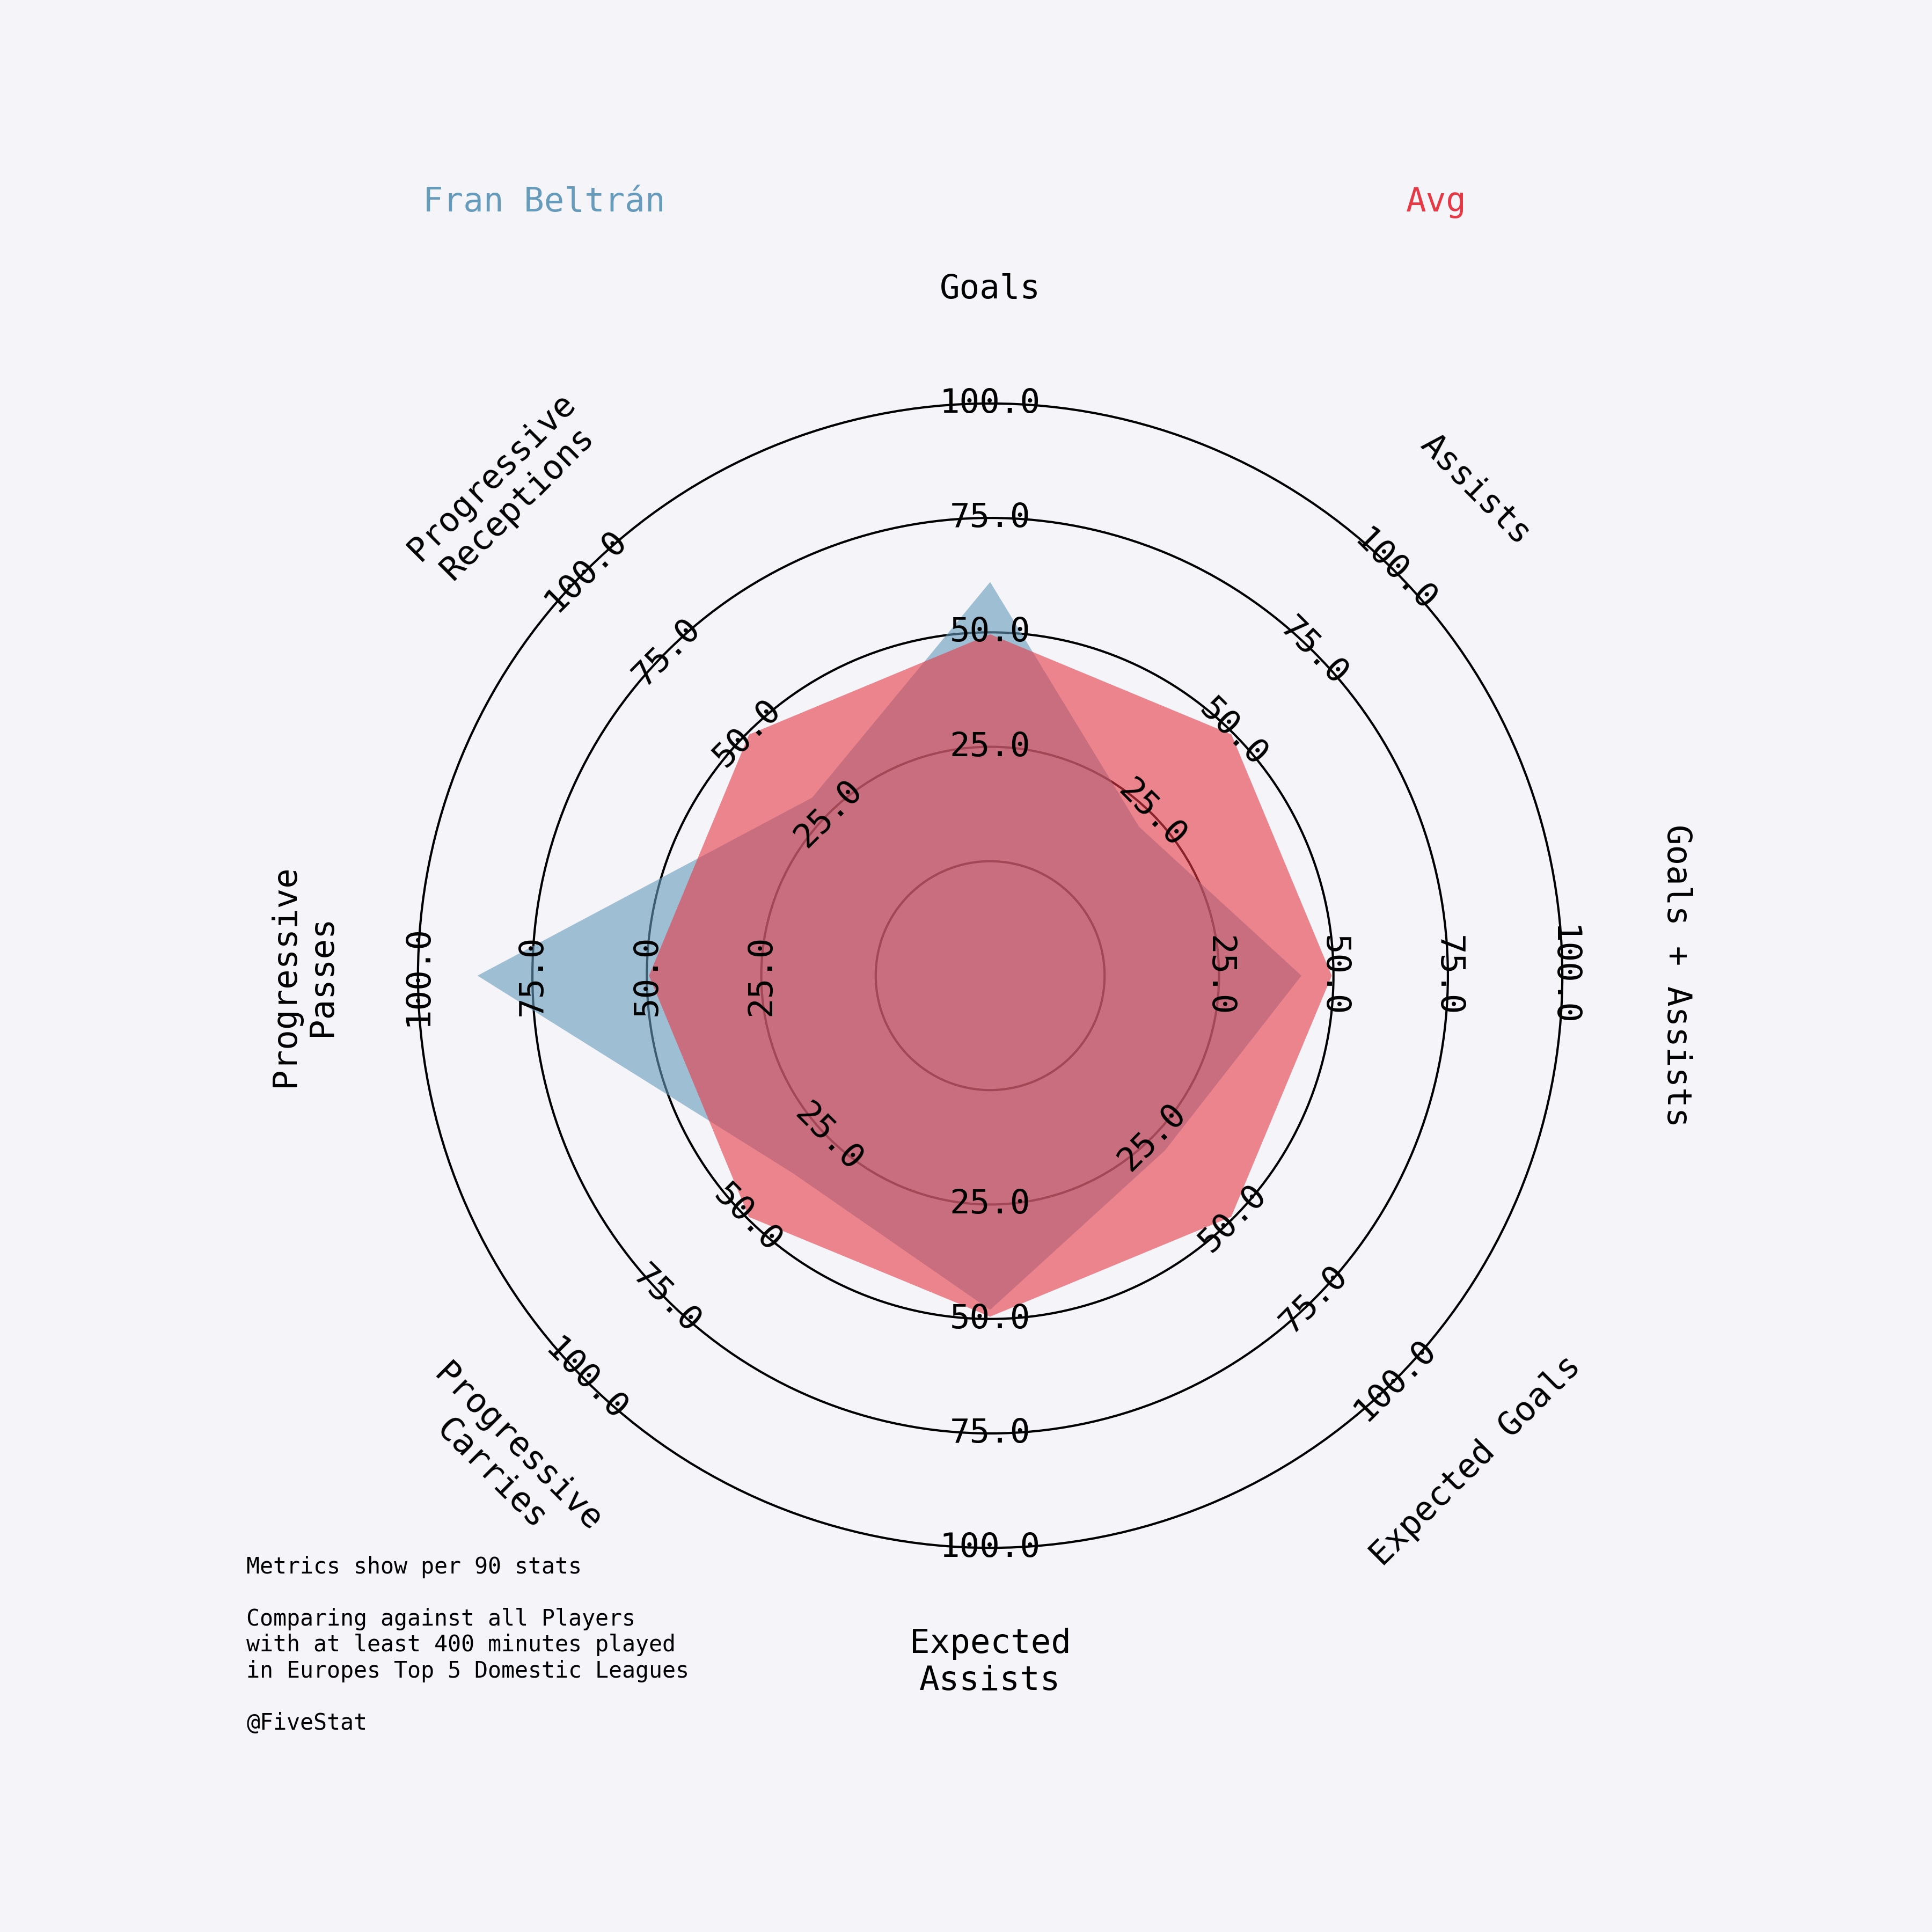 Fran Beltrán
Avg
Goals
Assists
Goals + Assists
Expected Goals
Expected
Assists
Progressive
Carries
Progressive
Passes
Progressive
Receptions
25.0
50.0
75.0
100.0
25.0
50.0
75.0
100.0
25.0
50.0
75.0
100.0
25.0
50.0
75.0
100.0
25.0
50.0
75.0
100.0
25.0
50.0
75.0
100.0
25.0
50.0
75.0
100.0
25.0
50.0
75.0
100.0
Metrics show per 90 stats
Comparing against all Players
with at least 400 minutes played
in Europes Top 5 Domestic Leagues
@FiveStat